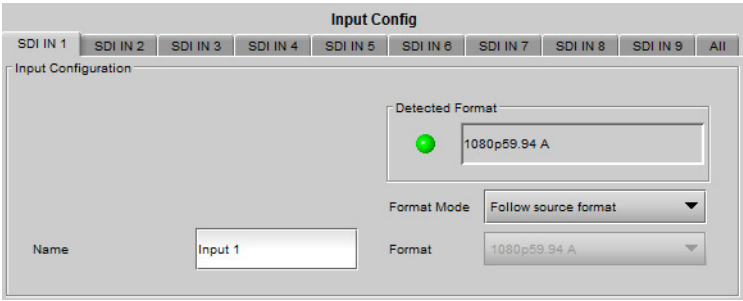 Input Config
SDI IN 1 SDI IN 2 SDI IN 3 SDI IN 4 SDI IN 5 SDI IN 6 SDI IN 7 SDI IN 8 SDI IN 9 All
Input Configuration
Detected Format
1080p59.94 A
Format Mode Follow source format
Name Input 1 Format 1080p59.94 A